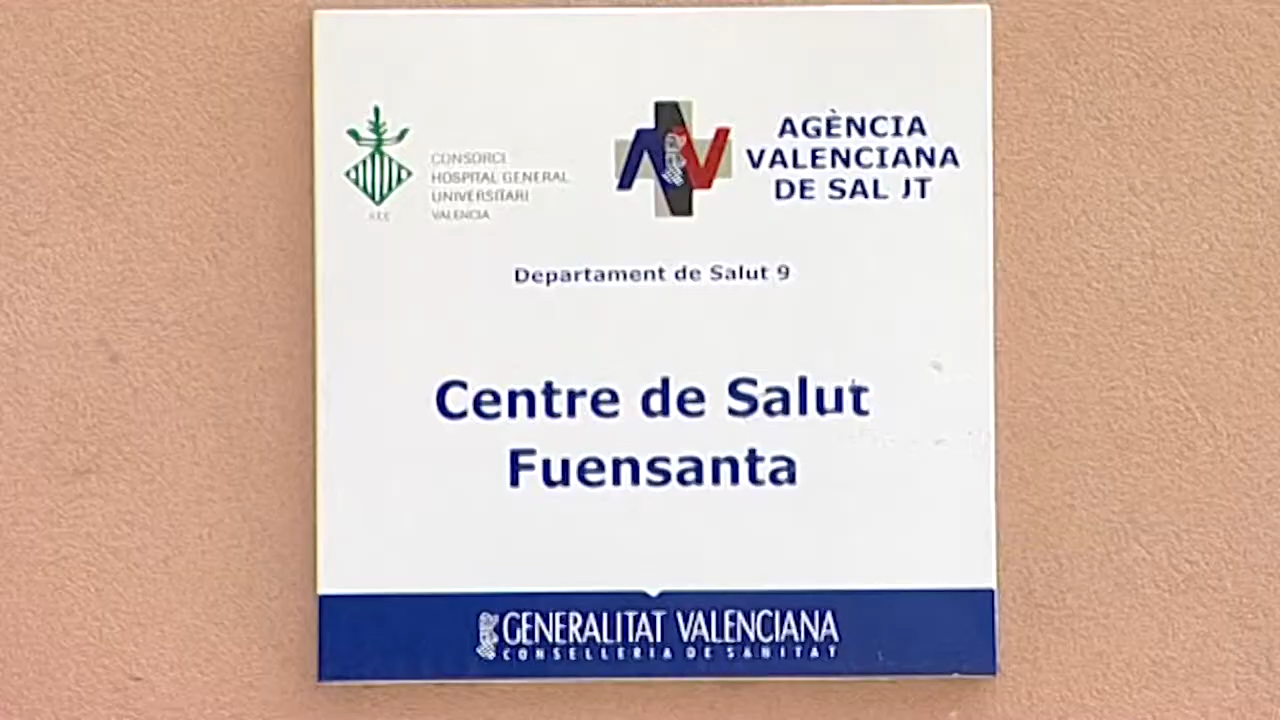 CONSORCI
HOSPITAL GENERAL
UNIVERSITARI
VALENCIA
AGÈNCIA
VALENCIANA
DE SALUT
Departament de Salut 9
Centre de Salut
Fuensanta
GENERALITAT VALENCIANA
CONSELLERIA DE SANITAT